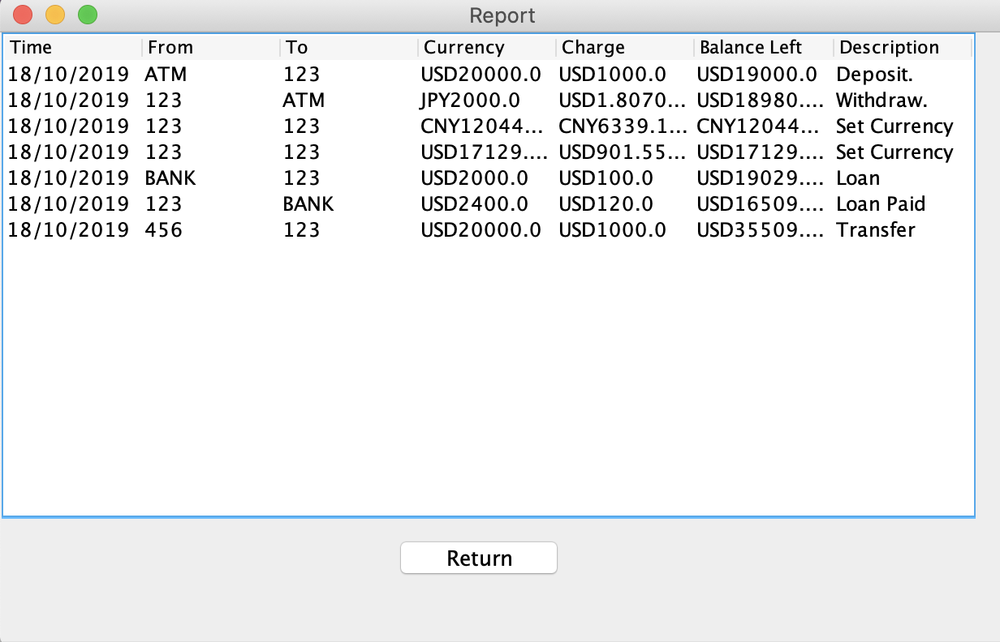 Report
Time From To Currency Charge Balance Left Description
18/10/2019 ATM 123 USD20000.0 USD1000.0 USD19000.0 Deposit.
18/10/2019 123 ATM JPY2000.0 USD1.8070... USD18980.... Withdraw.
18/10/2019 123 123 CNY12044... CNY6339.1... CNY12044... Set Currency
18/10/2019 123 123 USD17129.... USD901.55... USD17129.... Set Currency
18/10/2019 BANK 123 USD2000.0 USD100.0 USD19029.... Loan
18/10/2019 123 BANK USD2400.0 USD120.0 USD16509.... Loan Paid
18/10/2019 456 123 USD20000.0 USD1000.0 USD35509.... Transfer
Return